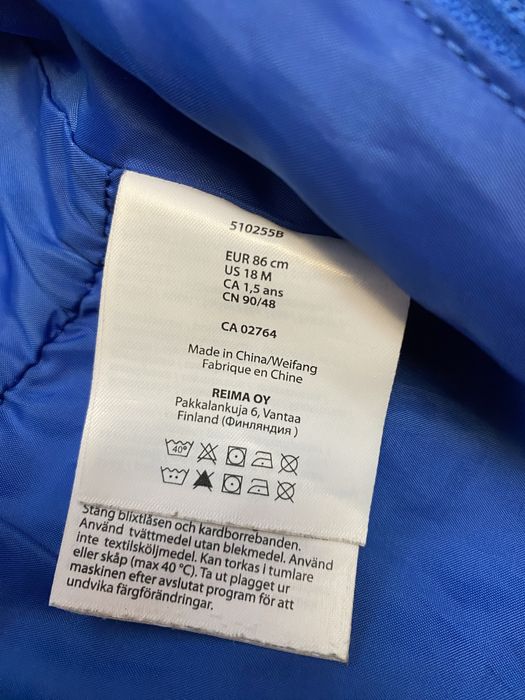 510255B
EUR 86 cm
US 18 M
CA 1,5 ans
CN 90/48
CA 02764
Made in China/Weifang
Fabrique en Chine
REIMA OY
Pakkalankuja 6, Vantaa
Finland (Финляндия )
40°
Stäng blixtlåsen och kardborrebanden.
Använd tvättmedel utan blekmedel. Använd
inte textilsköljmedel. Kan torkas i tumlare
eller skåp (max 40 °C). Ta ut plagget ur
maskinen efter avslutat program för att
undvika färgförändringar.